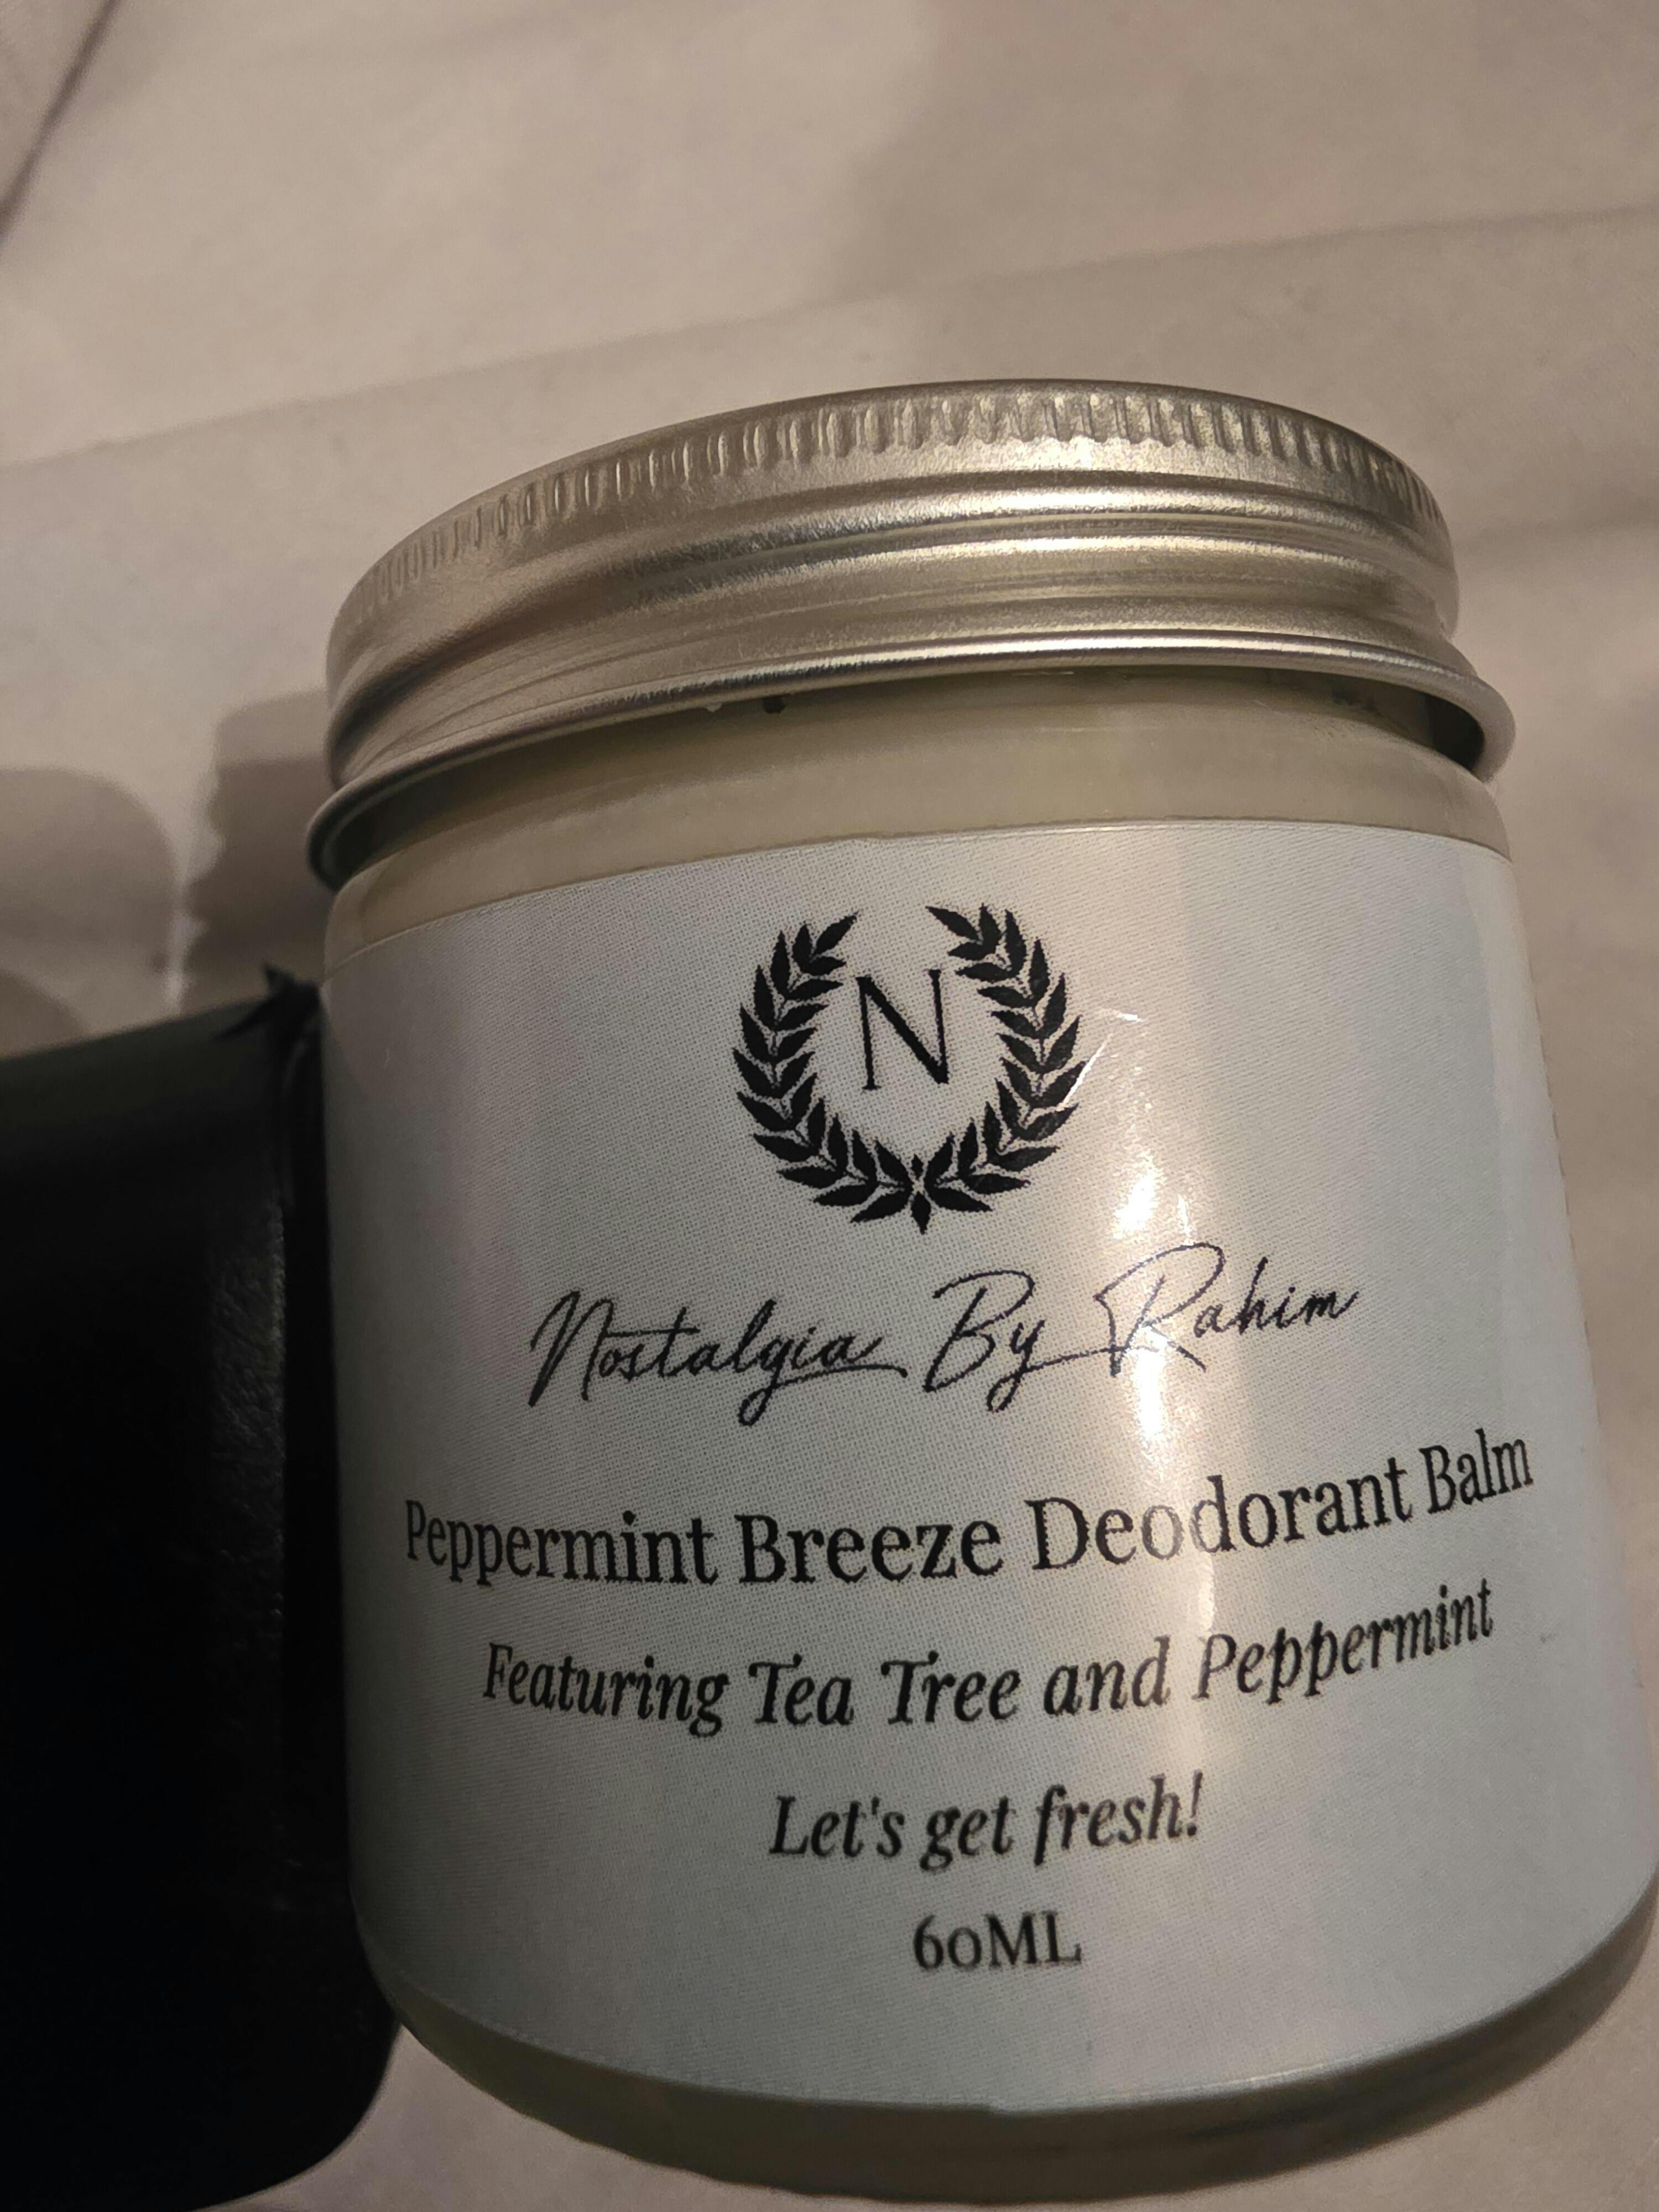 N
Nostalgia By Rahim
Peppermint Breeze Deodorant Balm
Featuring Tea Tree and Peppermint
Let's get fresh!
60ML